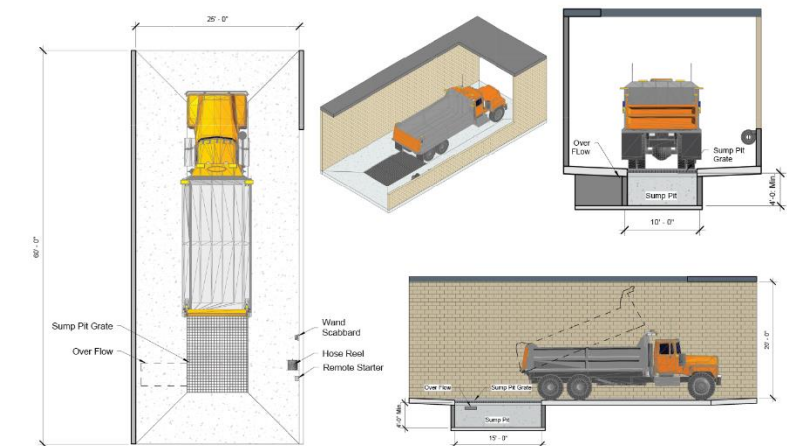 25' - 0"
60' - 0"
Sump Pit Grate
Over Flow
Wand
Scabbard
Hose Reel
Remote Starter
Over
FLow
Sump Pit
Grate
Sump Pit
4'-0: Min.
10' - 0"
20' - 0"
Over Flow
Sump Pit Grate
Sump Pit
4'-0" Min.
15' - 0"